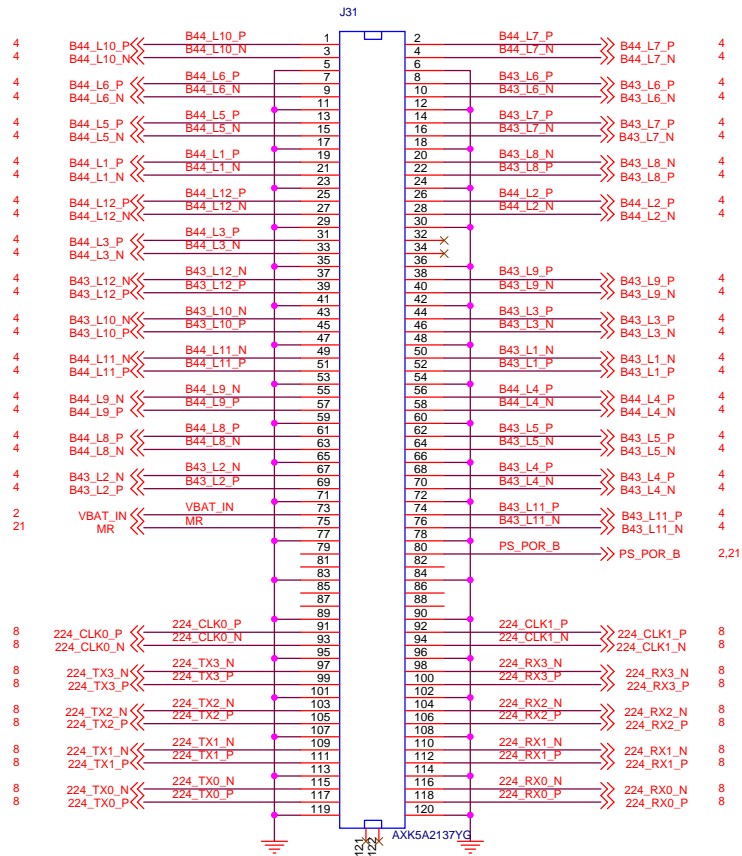 J31
4 B44_L10_P B44_L10_P 1 2 B44_L7_P B44_L7_P 4
4 B44_L10_N B44_L10_N 3 4 B44_L7_N B44_L7_N 4
5 6
4 B44_L6_P B44_L6_P 7 8 B43_L6_P B43_L6_P 4
4 B44_L6_N B44_L6_N 9 10 B43_L6_N B43_L6_N 4
11 12
4 B44_L5_P B44_L5_P 13 14 B43_L7_P B43_L7_P 4
4 B44_L5_N B44_L5_N 15 16 B43_L7_N B43_L7_N 4
17 18
4 B44_L1_P B44_L1_P 19 20 B43_L8_N B43_L8_N 4
4 B44_L1_N B44_L1_N 21 22 B43_L8_P B43_L8_P 4
23 24
4 B44_L12_P B44_L12_P 25 26 B44_L2_P B44_L2_P 4
4 B44_L12_N B44_L12_N 27 28 B44_L2_N B44_L2_N 4
29 30
4 B44_L3_P B44_L3_P 31 32
4 B44_L3_N B44_L3_N 33 34
35 36
4 B43_L12_N B43_L12_N 37 38 B43_L9_P B43_L9_P 4
4 B43_L12_P B43_L12_P 39 40 B43_L9_N B43_L9_N 4
41 42
4 B43_L10_N B43_L10_N 43 44 B43_L3_P B43_L3_P 4
4 B43_L10_P B43_L10_P 45 46 B43_L3_N B43_L3_N 4
47 48
4 B44_L11_N B44_L11_N 49 50 B43_L1_N B43_L1_N 4
4 B44_L11_P B44_L11_P 51 52 B43_L1_P B43_L1_P 4
53 54
4 B44_L9_N B44_L9_N 55 56 B44_L4_P B44_L4_P 4
4 B44_L9_P B44_L9_P 57 58 B44_L4_N B44_L4_N 4
59 60
4 B44_L8_P B44_L8_P 61 62 B43_L5_P B43_L5_P 4
4 B44_L8_N B44_L8_N 63 64 B43_L5_N B43_L5_N 4
65 66
4 B43_L2_N B43_L2_N 67 68 B43_L4_P B43_L4_P 4
4 B43_L2_P B43_L2_P 69 70 B43_L4_N B43_L4_N 4
71 72
2 VBAT_IN VBAT_IN 73 74 B43_L11_P B43_L11_P 4
21 MR MR 75 76 B43_L11_N B43_L11_N 4
77 78
79 80 PS_POR_B PS_POR_B 2,21
81 82
83 84
85 86
87 88
89 90
8 224_CLK0_P 224_CLK0_P 91 92 224_CLK1_P 224_CLK1_P 8
8 224_CLK0_N 224_CLK0_N 93 94 224_CLK1_N 224_CLK1_N 8
95 96
8 224_TX3_N 224_TX3_N 97 98 224_RX3_N 224_RX3_N 8
8 224_TX3_P 224_TX3_P 99 100 224_RX3_P 224_RX3_P 8
101 102
8 224_TX2_N 224_TX2_N 103 104 224_RX2_N 224_RX2_N 8
8 224_TX2_P 224_TX2_P 105 106 224_RX2_P 224_RX2_P 8
107 108
8 224_TX1_N 224_TX1_N 109 110 224_RX1_N 224_RX1_N 8
8 224_TX1_P 224_TX1_P 111 112 224_RX1_P 224_RX1_P 8
113 114
8 224_TX0_N 224_TX0_N 115 116 224_RX0_N 224_RX0_N 8
8 224_TX0_P 224_TX0_P 117 118 224_RX0_P 224_RX0_P 8
119 120
121 122 AXK5A2137YG